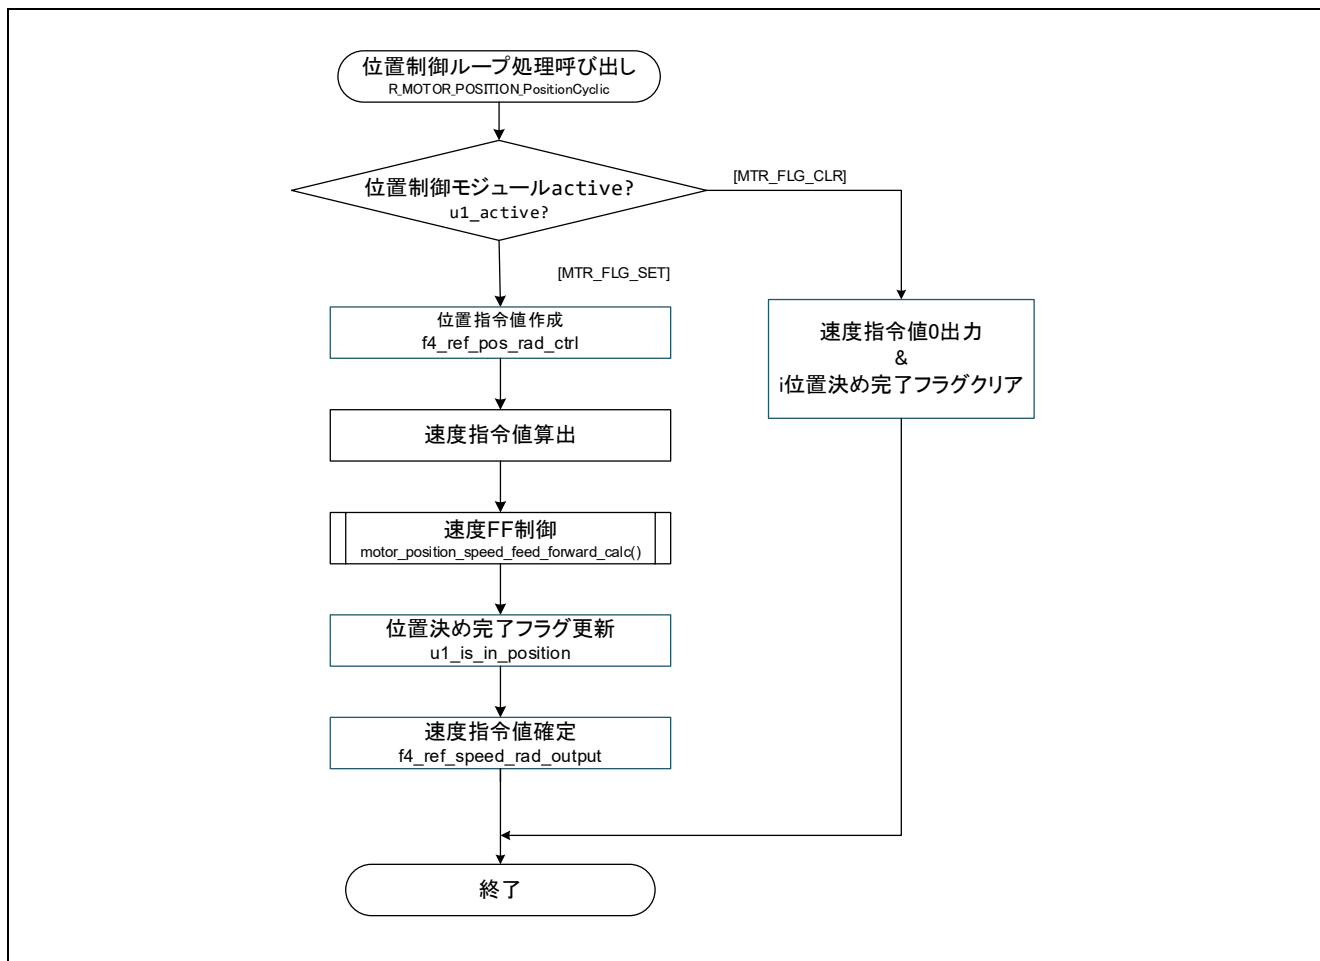 位置制御ループ処理呼び出し
R_MOTOR_POSITION_PositionCyclic
位置制御モジュールactive?
u1_active?
[MTR_FLG_CLR]
[MTR_FLG_SET]
位置指令値作成
f4_ref_pos_rad_ctrl
速度指令値0出力
&
i位置決め完了フラグクリア
速度指令値算出
速度FF制御
motor_position_speed_feed_forward_calc()
位置決め完了フラグ更新
u1_is_in_position
速度指令値確定
f4_ref_speed_rad_output
終了